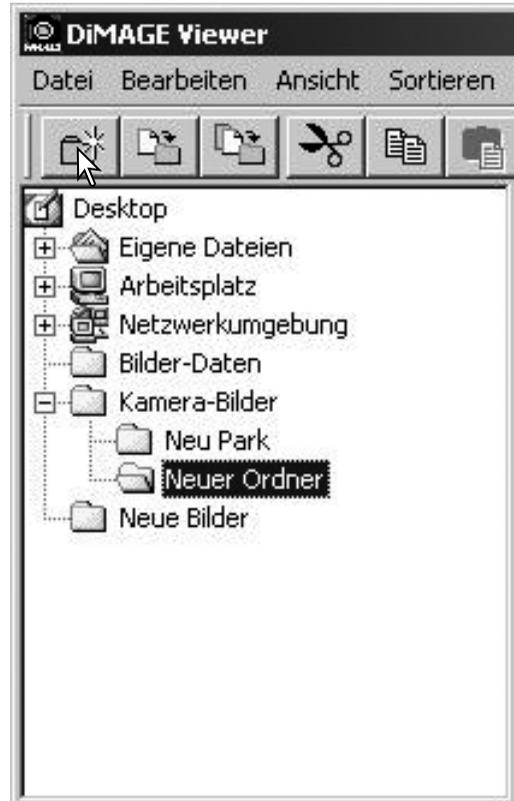 DiMAGE Viewer
Datei Bearbeiten Ansicht Sortieren
Desktop
Eigene Dateien
Arbeitsplatz
Netzwerkumgebung
Bilder-Daten
Kamera-Bilder
Neu Park
Neuer Ordner
Neue Bilder